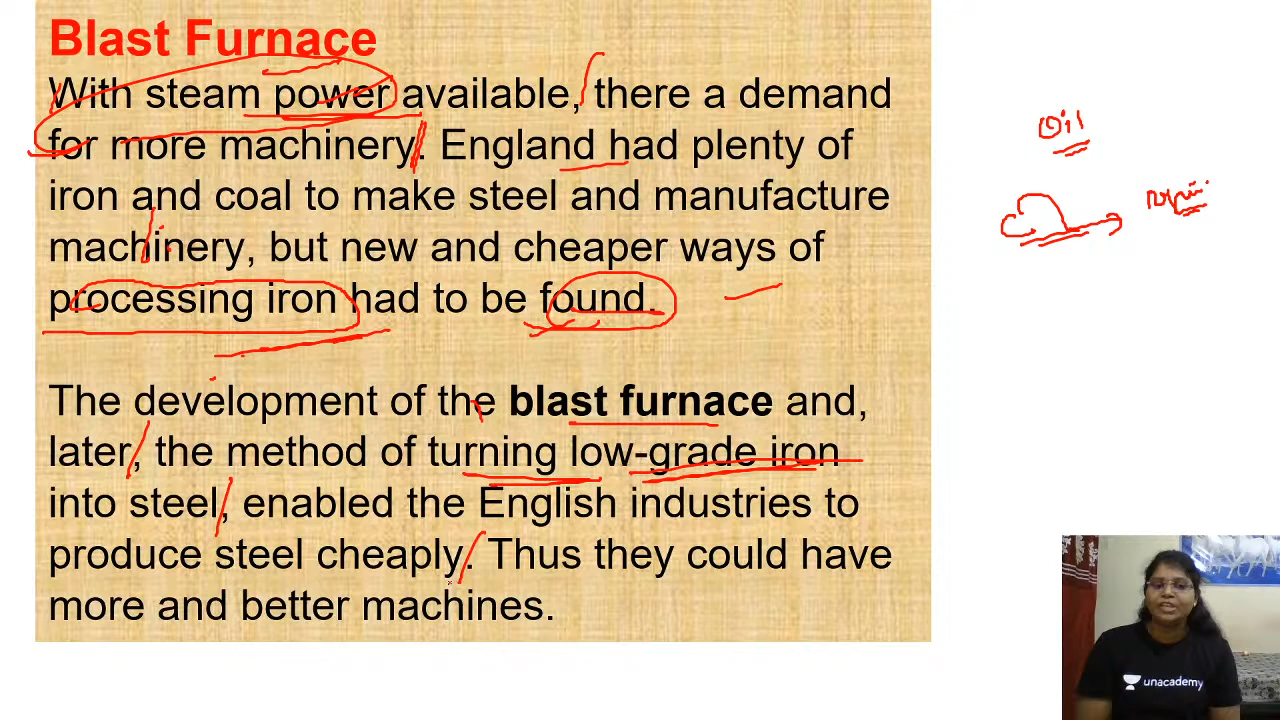 Blast Furnace
With steam power available, there a demand
for more machinery. England had plenty of
iron and coal to make steel and manufacture
machinery, but new and cheaper ways of
processing iron had to be found.
The development of the blast furnace and,
later, the method of turning low-grade iron
into steel, enabled the English industries to
produce steel cheaply. Thus they could have
more and better machines.
Oil
unacademy